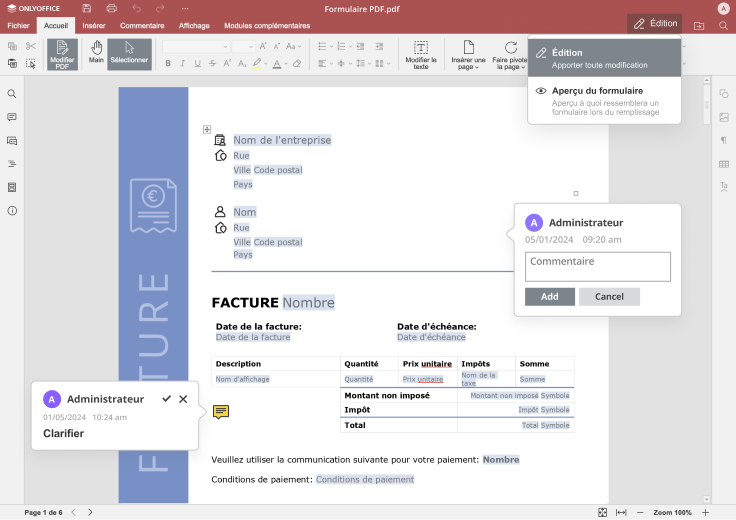 ONLYOFFICE
Formulaire PDF.pdf
A
Fichier Accueil Insérer Commentaire Affichage Modules complémentaires
Édition
Modifier PDF
Main
Sélectionner
Modifier le texte
Insérer une page
Faire pivoter la page
Édition
Apporter toute modification
Aperçu du formulaire
Aperçu à quoi ressemblera un
formulaire lors du remplissage
Nom de l'entreprise
Rue
Ville Code postal
Pays
Nom
Rue
Ville Code postal
Pays
A Administrateur
05/01/2024 09:20 am
Commentaire
Add Cancel
FACTURE Nombre
Date de la facture: Date d'échéance:
Date de la facture Date d'échéance
Description Quantité Prix unitaire Impôts Somme
Nom d'affichage Quantité Prix unitaire Nom de la taxe Somme
Montant non imposé Montant non imposé Symbole
Impôt Impôt Symbole
Total Total Symbole
A Administrateur
01/05/2024 10:24 am
Clarifier
FACTURE
Veuillez utiliser la communication suivante pour votre paiement: Nombre
Conditions de paiement: Conditions de paiement
Page 1 de 6
Zoom 100%